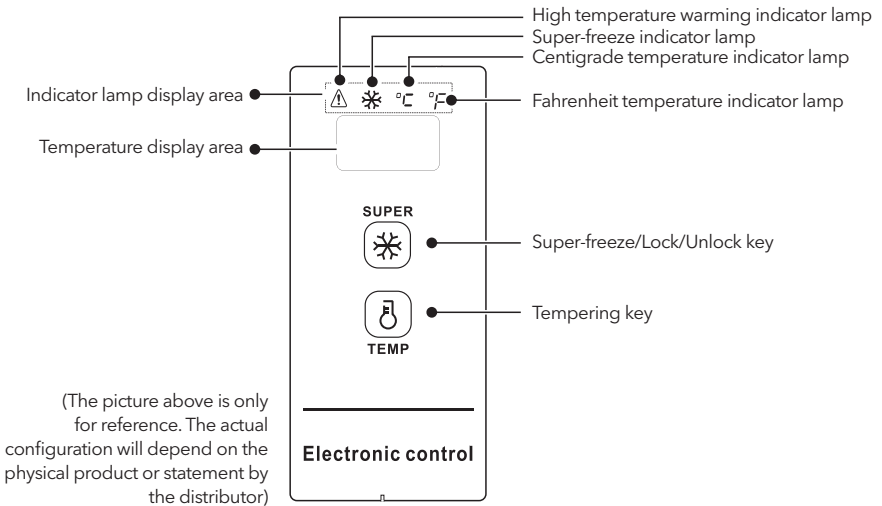 High temperature warming indicator lamp
Super-freeze indicator lamp
Centigrade temperature indicator lamp
Indicator lamp display area
°C °F
Fahrenheit temperature indicator lamp
Temperature display area
SUPER
Super-freeze/Lock/Unlock key
Tempering key
TEMP
(The picture above is only
for reference. The actual
configuration will depend on the
physical product or statement by
the distributor)
Electronic control